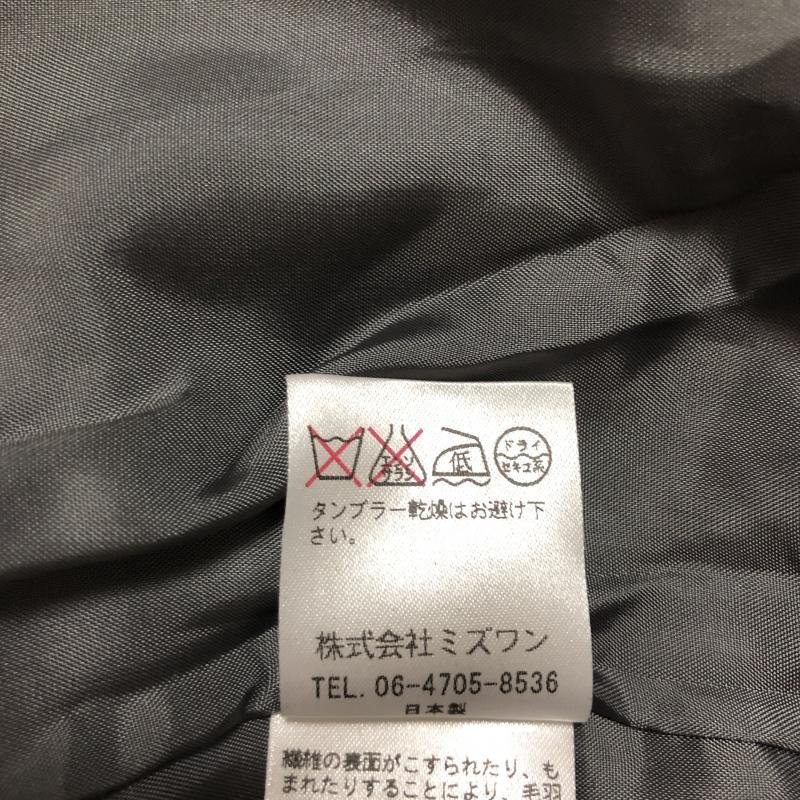 エンソ
サラシ
低
ドライ
セキユ系
タンブラー乾燥はお避け下
さい。
株式会社ミズワン
TEL. 06-4705-8536
日本製
繊維の表面がこすられたり、も
まれたりすることにより、毛羽